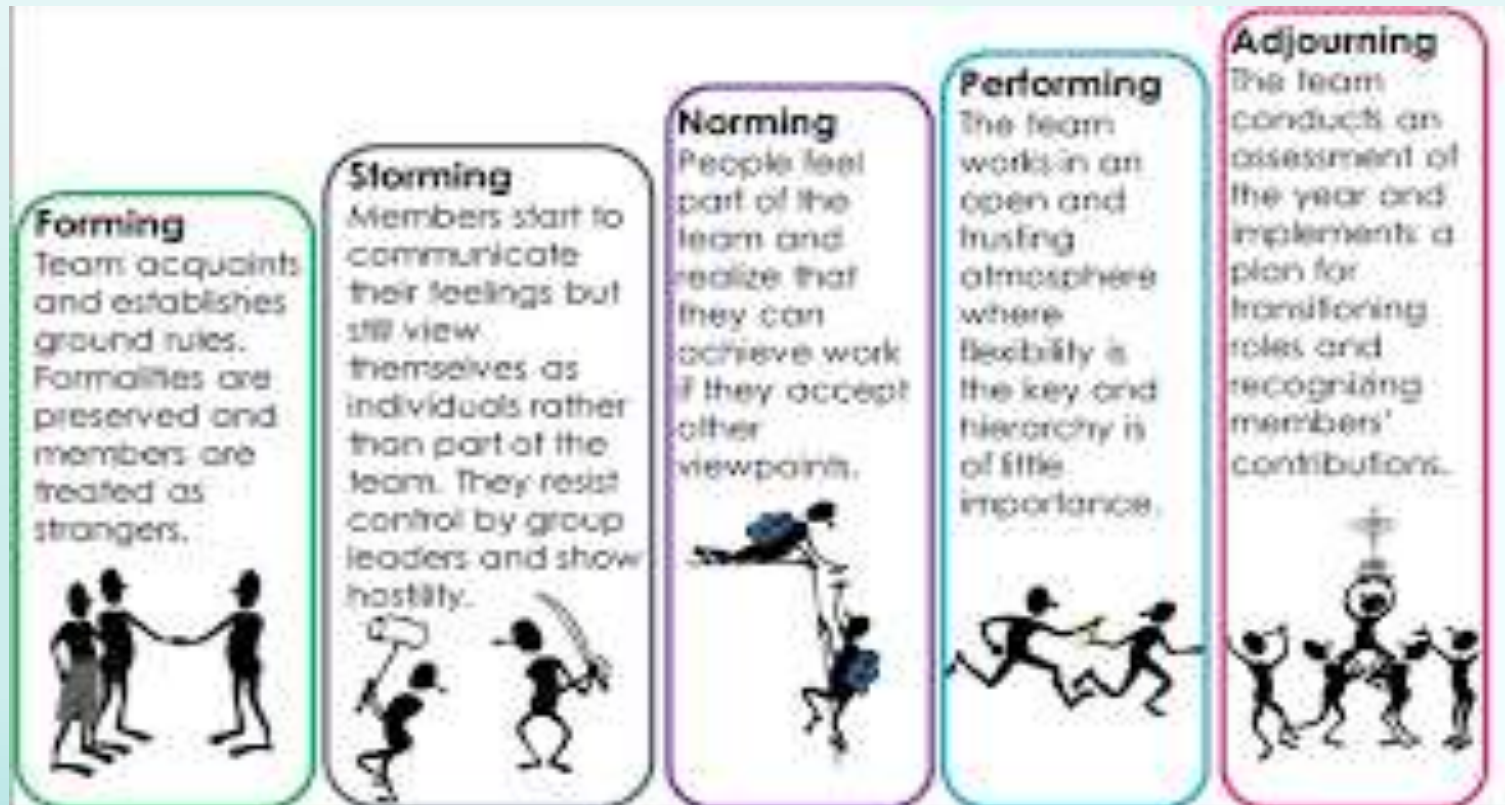 Forming
Team acquaints
and establishes
ground rules.
Formalities are
preserved and
members are
treated as
strangers.
Storming
Members start to
communicate
their feelings but
still view
themselves as
individuals rather
than part of the
team. They resist
control by group
leaders and show
hostility.
Norming
People feel
part of the
team and
realize that
they can
achieve work
if they accept
other
viewpoints.
Performing
The team
works in an
open and
trusting
atmosphere
where
flexibility is
the key and
hierarchy is
of little
importance.
Adjourning
The team
conducts an
assessment of
the year and
implements a
plan for
transitioning
roles and
recognizing
members'
contributions.